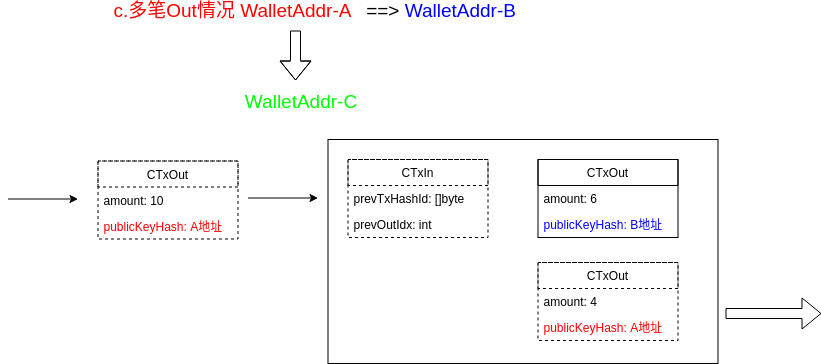 c.多笔Out情况 WalletAddr-A ==> WalletAddr-B
WalletAddr-C
CTxOut
amount: 10
publicKeyHash: A地址
CTxIn
prevTxHashId: []byte
prevOutIdx: int
CTxOut
amount: 6
publicKeyHash: B地址
CTxOut
amount: 4
publicKeyHash: A地址